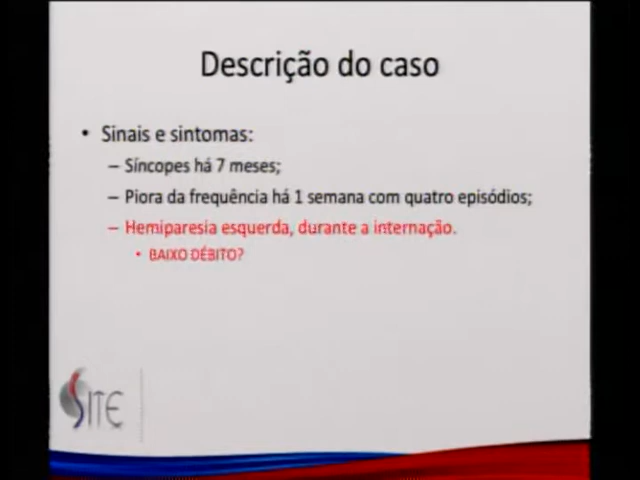 Descrição do caso
• Sinais e sintomas:
– Síncopes há 7 meses;
– Piora da frequência há 1 semana com quatro episódios;
– Hemiparesia esquerda, durante a internação.
• BAIXO DÉBITO?
SITE